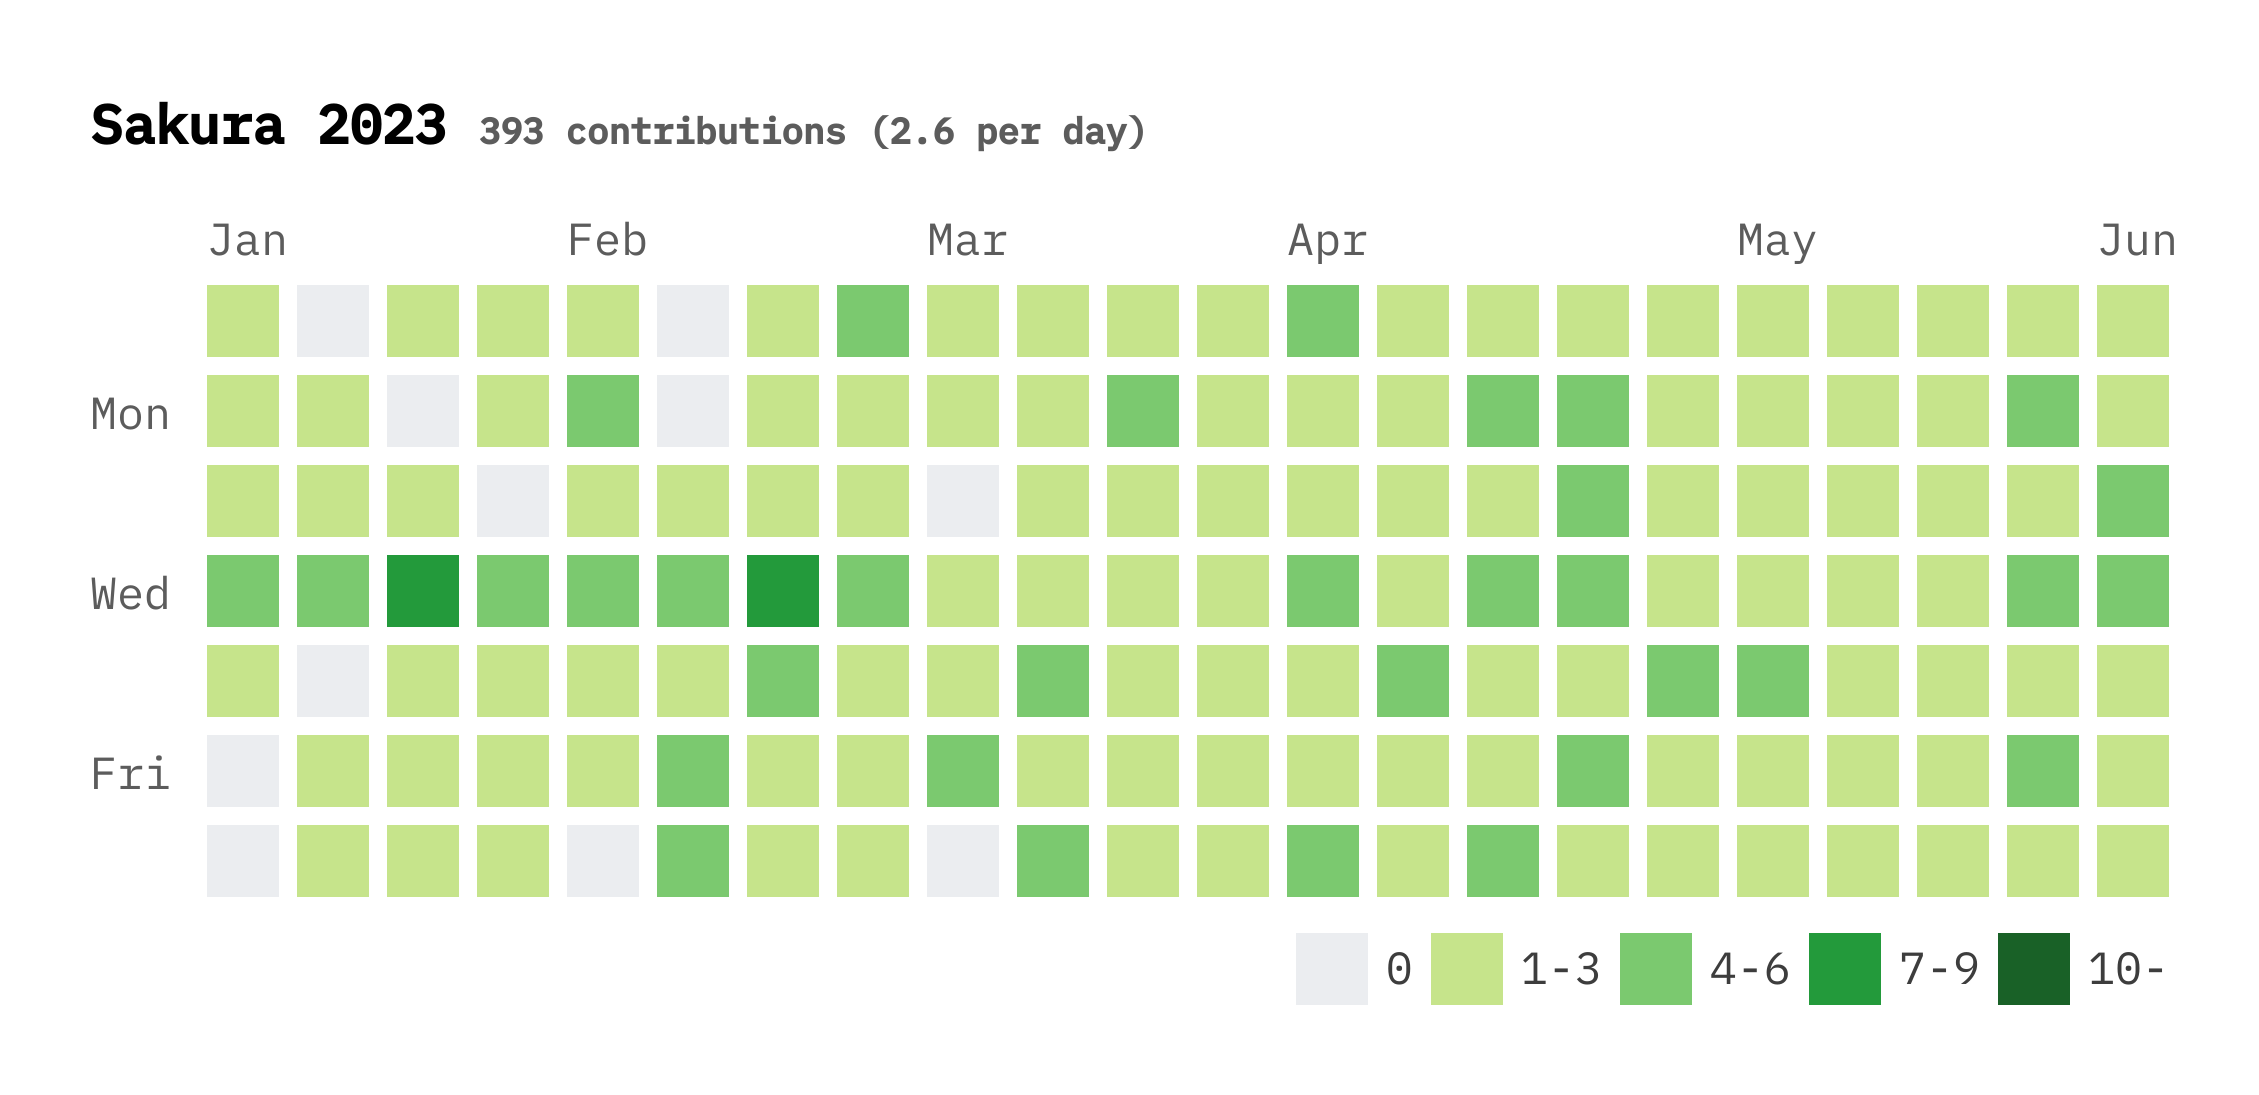 Sakura 2023 393 contributions (2.6 per day)
Jan Feb Mar Apr May Jun
Mon
Wed
Fri
0 1-3 4-6 7-9 10-